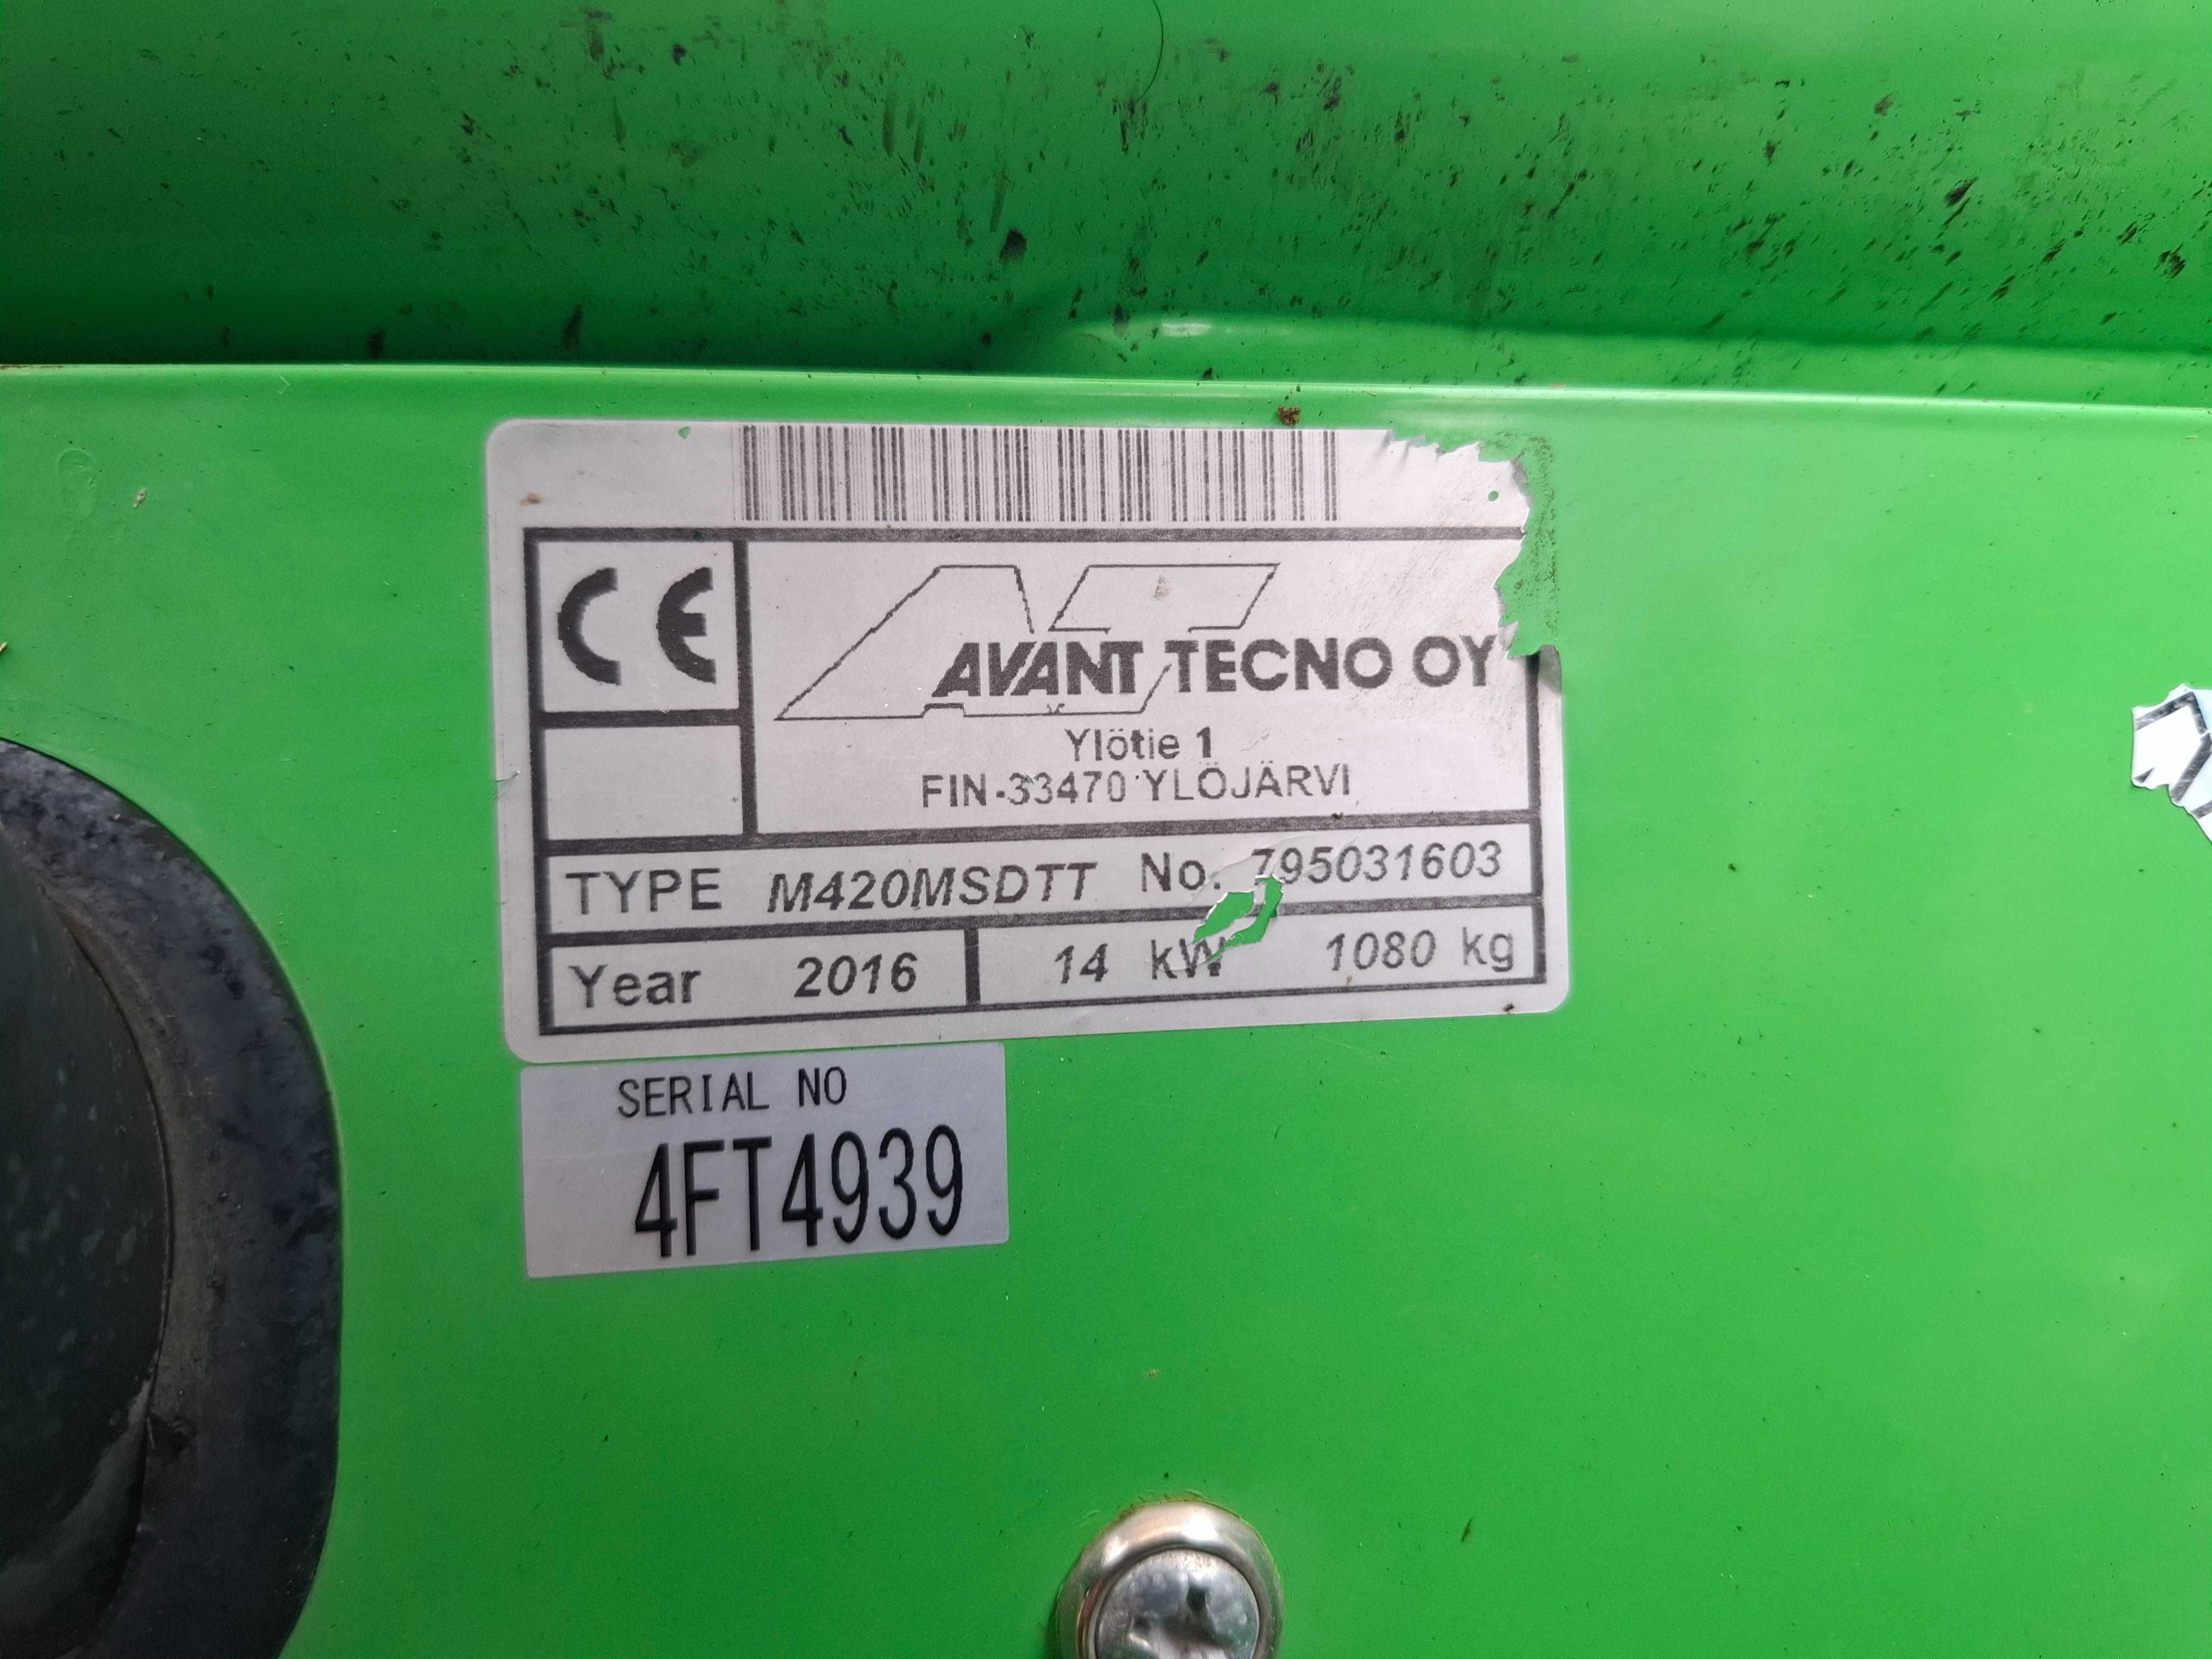 CE
AVANT TECNO OY
Ylötie 1
FIN-33470 YLÖJÄRVI
TYPE M420MSDTT No. 795031603
Year 2016 14 kW 1080 kg
SERIAL NO
4FT4939